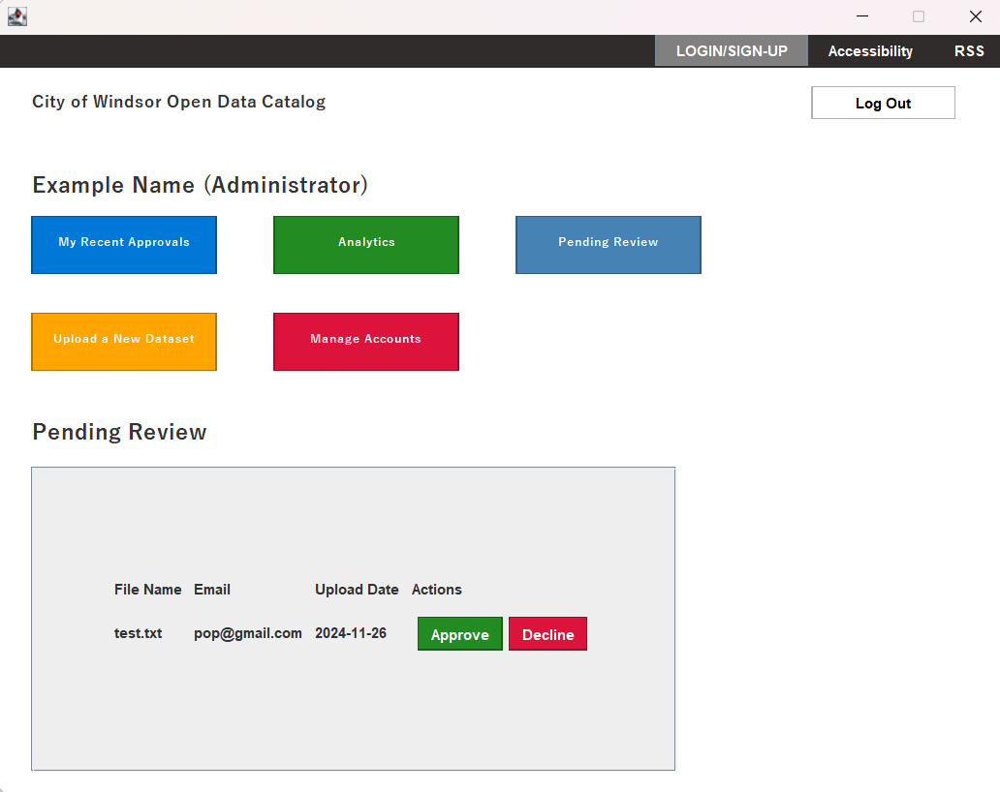 LOGIN/SIGN-UP Accessibility RSS
City of Windsor Open Data Catalog Log Out
Example Name (Administrator)
My Recent Approvals Analytics Pending Review
Upload a New Dataset Manage Accounts
Pending Review
File Name Email Upload Date Actions
test.txt pop@gmail.com 2024-11-26 Approve Decline